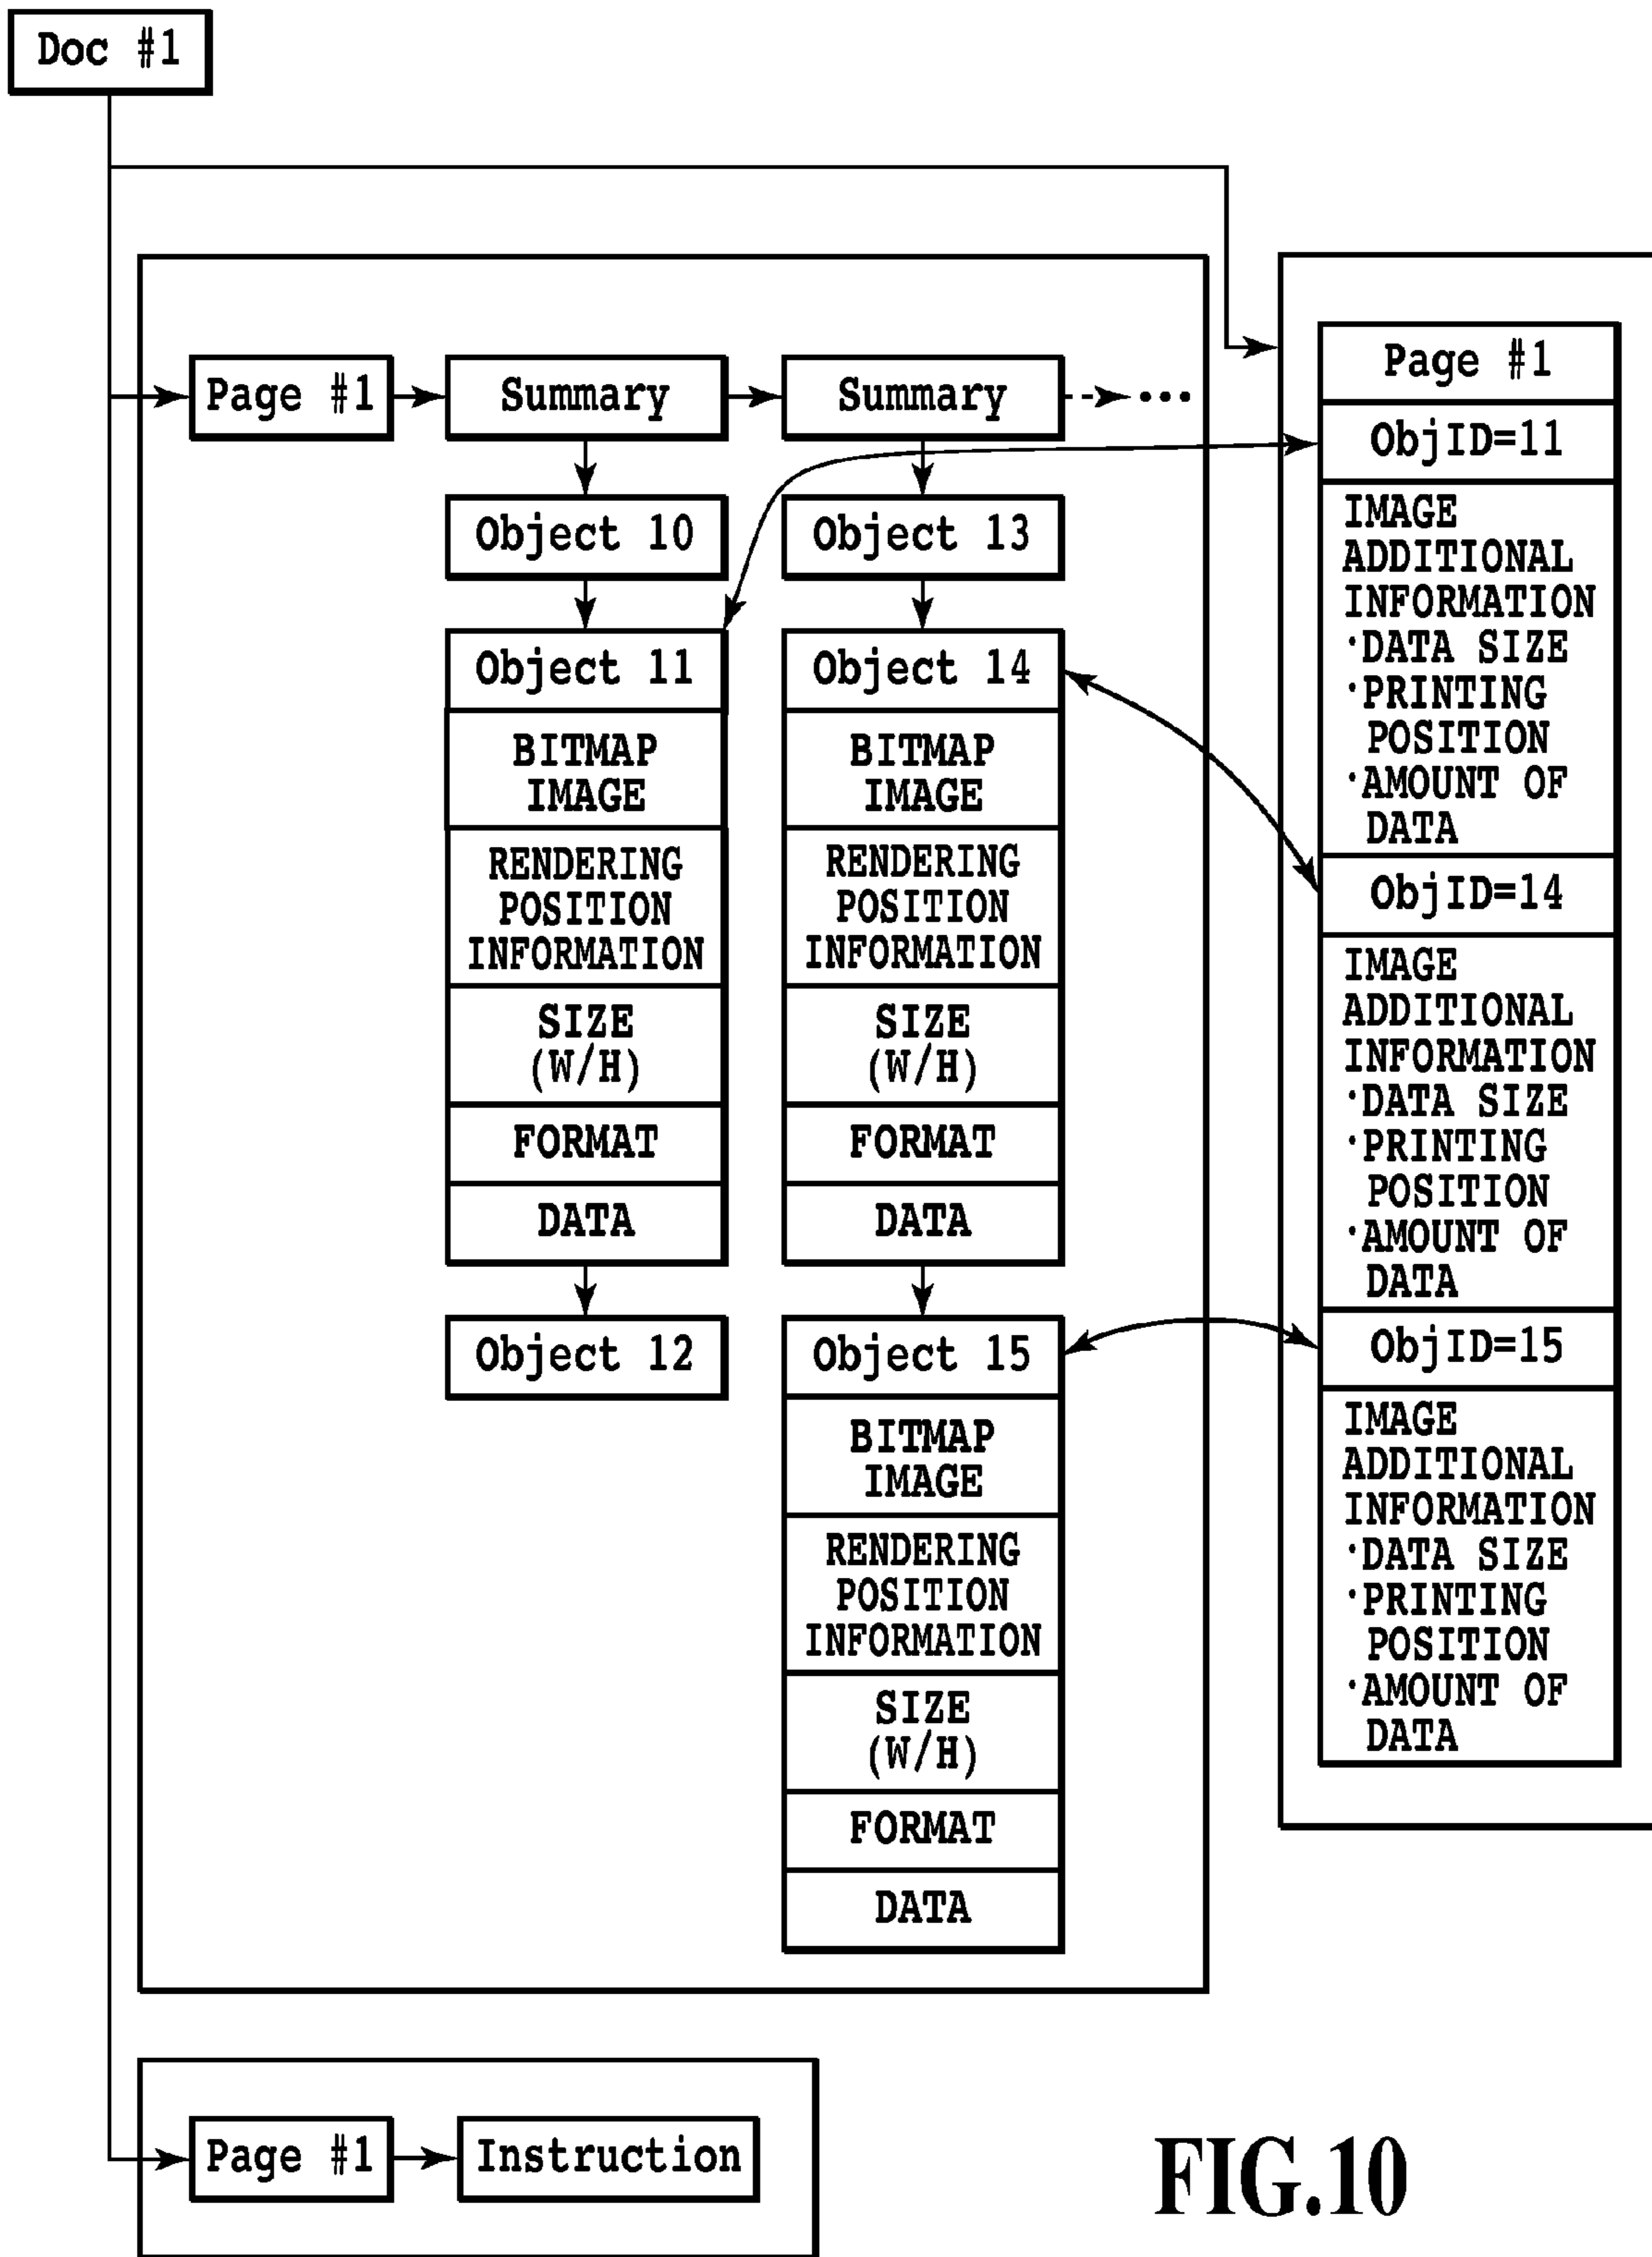 Doc #1
Page #1
Summary
Summary
•••
Object 10
Object 11
BITMAP
IMAGE
RENDERING
POSITION
INFORMATION
SIZE
(W/H)
FORMAT
DATA
Object 12
Object 13
Object 14
BITMAP
IMAGE
RENDERING
POSITION
INFORMATION
SIZE
(W/H)
FORMAT
DATA
Object 15
BITMAP
IMAGE
RENDERING
POSITION
INFORMATION
SIZE
(W/H)
FORMAT
DATA
Page #1
ObjID=11
IMAGE
ADDITIONAL
INFORMATION
·DATA SIZE
·PRINTING
POSITION
·AMOUNT OF
DATA
ObjID=14
IMAGE
ADDITIONAL
INFORMATION
·DATA SIZE
·PRINTING
POSITION
·AMOUNT OF
DATA
ObjID=15
IMAGE
ADDITIONAL
INFORMATION
·DATA SIZE
·PRINTING
POSITION
·AMOUNT OF
DATA
Page #1
Instruction
FIG.10